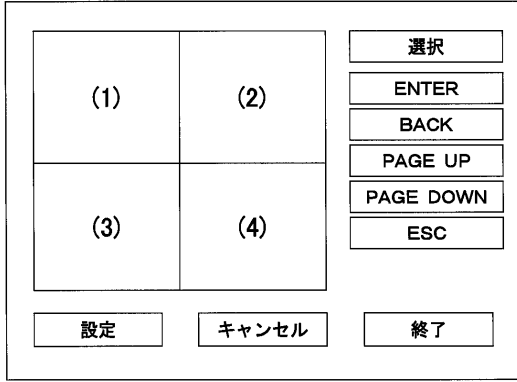 (1) (2)
(3) (4)
選択
ENTER
BACK
PAGE UP
PAGE DOWN
ESC
設定 キャンセル 終了